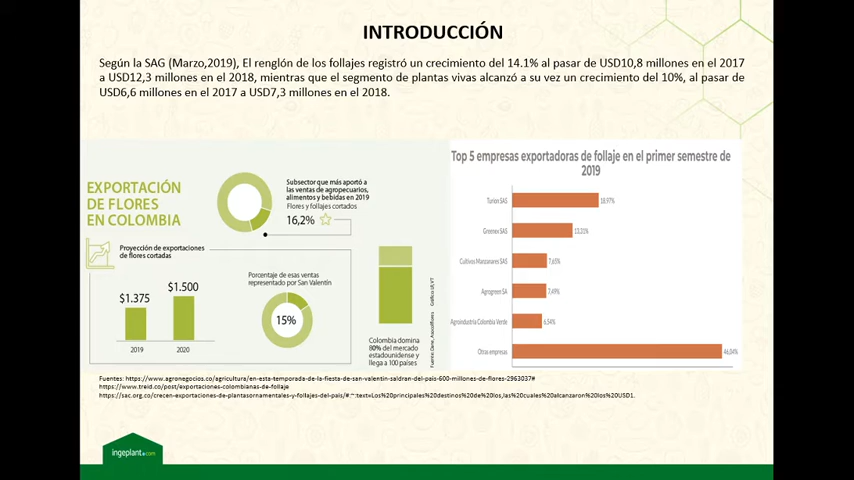 INTRODUCCIÓN
Según la SAG (Marzo,2019), El renglón de los follajes registró un crecimiento del 14.1% al pasar de USD10,8 millones en el 2017
a USD12,3 millones en el 2018, mientras que el segmento de plantas vivas alcanzó a su vez un crecimiento del 10%, al pasar de
USD6,6 millones en el 2017 a USD7,3 millones en el 2018.
EXPORTACIÓN
DE FLORES
EN COLOMBIA
Subsector que más aportó a
las ventas de agropecuarios,
alimentos y bebidas en 2019
Flores y follajes cortados
16,2%
Proyección de exportaciones
de flores cortadas
$1.375
$1.500
2019
2020
Porcentaje de esas ventas
representado por San Valentín
15%
Colombia domina
80% del mercado
estadounidense y
llega a 100 países
Fuente: Dane, Asocolflores Gráfico: LR, VT
Top 5 empresas exportadoras de follaje en el primer semestre de
2019
Turion SAS
18,97%
Greenex SAS
13,31%
Cultivos Manzanares SAS
7,65%
Agrogreen SA
7,49%
Agroindustria Colombia Verde
6,54%
Otras empresas
46,04%
Fuentes: https://www.agronegocios.co/agricultura/en-esta-temporada-de-la-fiesta-de-san-valentin-saldran-del-pais-600-millones-de-flores-2963037#
https://www.treid.co/post/exportaciones-colombianas-de-follaje
https://sac.org.co/crecen-exportaciones-de-plantasornamentales-y-follajes-del-pais/#:~:text=Los%20principales%20destinos%20de%20los,las%20cuales%20alcanzaron%20los%20USD1.
ingeplant.com